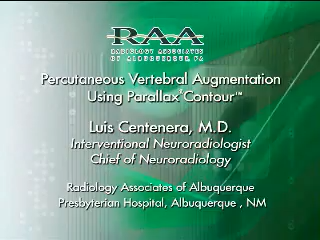 RAA
RADIOLOGY ASSOCIATES
OF ALBUQUERQUE, PA
Percutaneous Vertebral Augmentation
Using Parallax® Contour™
Luis Centenera, M.D.
Interventional Neuroradiologist
Chief of Neuroradiology
Radiology Associates of Albuquerque
Presbyterian Hospital, Albuquerque , NM